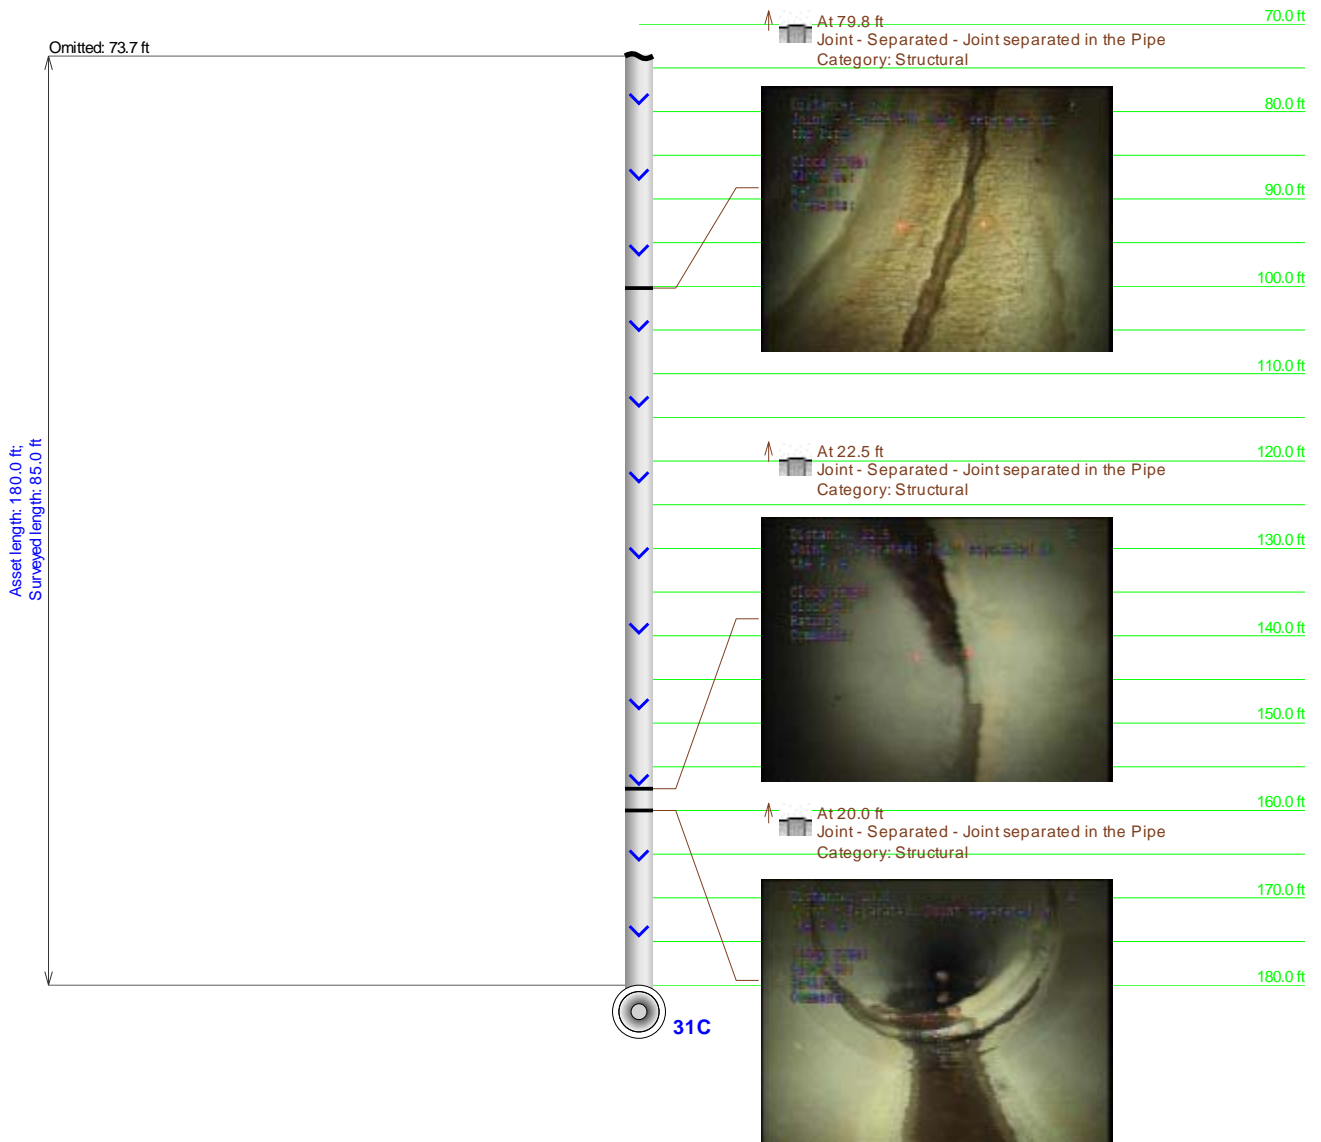 70.0 ft
At 79.8 ft
Joint - Separated - Joint separated in the Pipe
Category: Structural
Omitted: 73.7 ft
80.0 ft
90.0 ft
100.0 ft
110.0 ft
At 22.5 ft
Joint - Separated - Joint separated in the Pipe
Category: Structural
120.0 ft
130.0 ft
Asset length: 180.0 ft;
Surveyed length: 85.0 ft
140.0 ft
150.0 ft
160.0 ft
At 20.0 ft
Joint - Separated - Joint separated in the Pipe
Category: Structural
170.0 ft
180.0 ft
31C